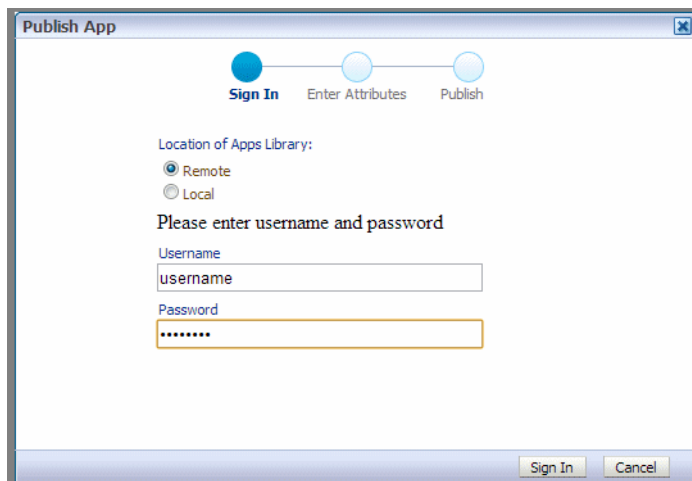 Publish App
Sign In Enter Attributes Publish
Location of Apps Library:
Remote
Local
Please enter username and password
Username
username
Password
••••••••
Sign In Cancel